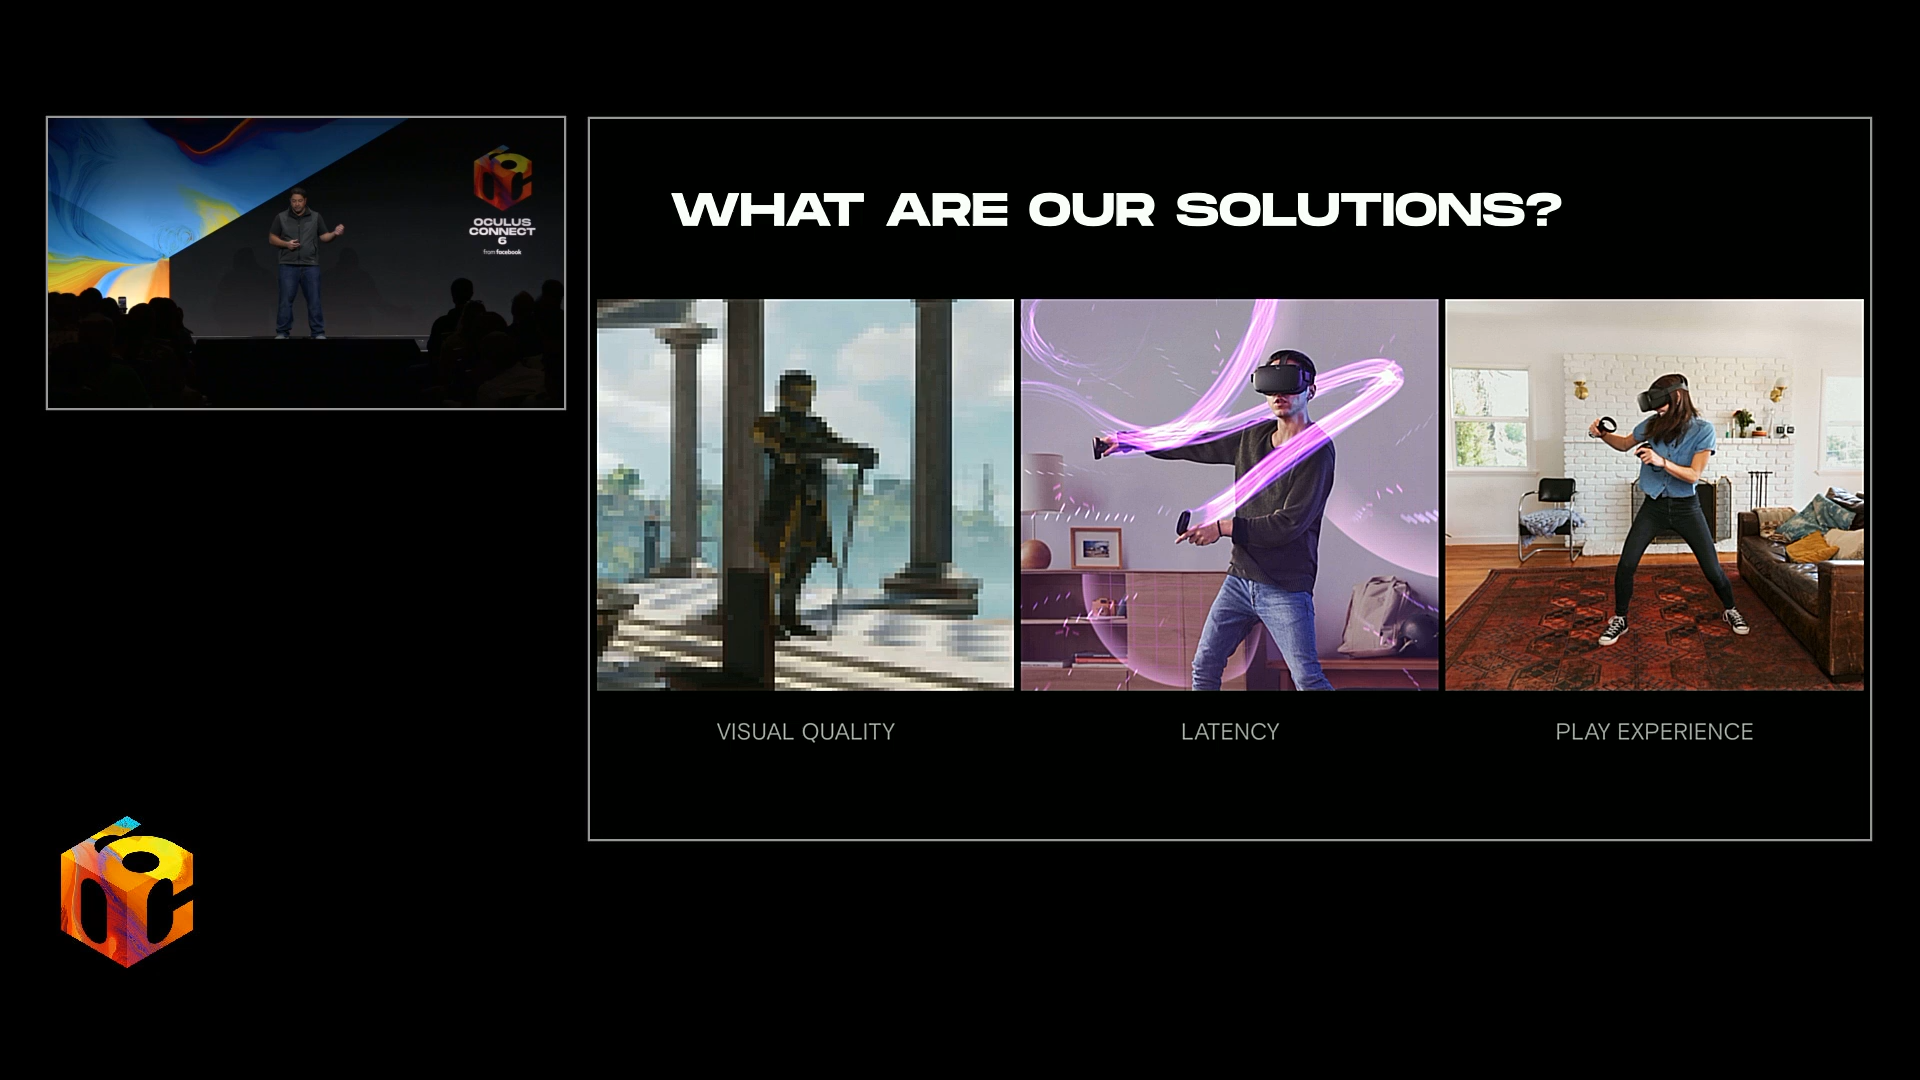 OCULUS
CONNECT
6
from facebook
WHAT ARE OUR SOLUTIONS?
VISUAL QUALITY
LATENCY
PLAY EXPERIENCE